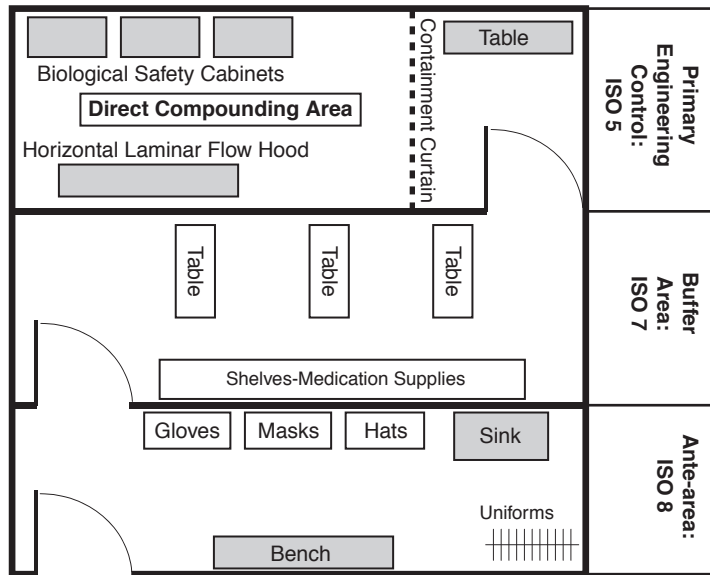 Table
Biological Safety Cabinets
Direct Compounding Area
Horizontal Laminar Flow Hood
Containment Curtain
Primary
Engineering
Control:
ISO 5
Table
Table
Table
Shelves-Medication Supplies
Buffer
Area:
ISO 7
Gloves
Masks
Hats
Sink
Uniforms
Bench
Ante-area:
ISO 8